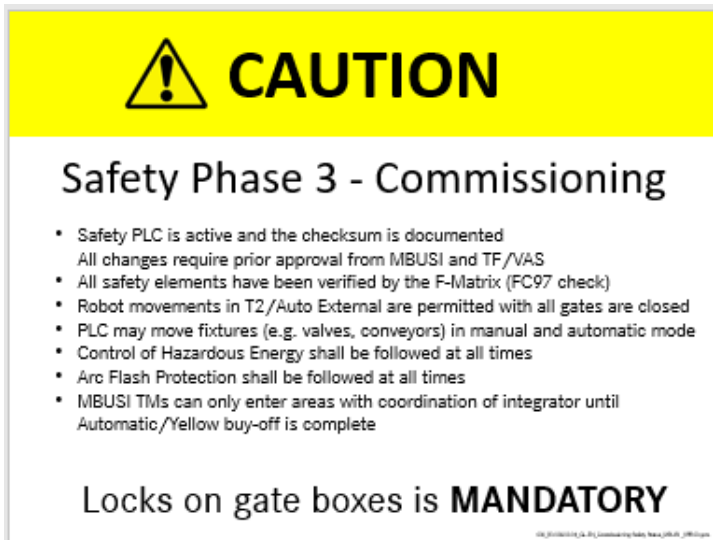 CAUTION
Safety Phase 3 - Commissioning
• Safety PLC is active and the checksum is documented
All changes require prior approval from MBUSI and TF/VAS
• All safety elements have been verified by the F-Matrix (FC97 check)
• Robot movements in T2/Auto External are permitted with all gates are closed
• PLC may move fixtures (e.g. valves, conveyors) in manual and automatic mode
• Control of Hazardous Energy shall be followed at all times
• Arc Flash Protection shall be followed at all times
• MBUSI TMs can only enter areas with coordination of integrator until
Automatic/Yellow buy-off is complete
Locks on gate boxes is MANDATORY